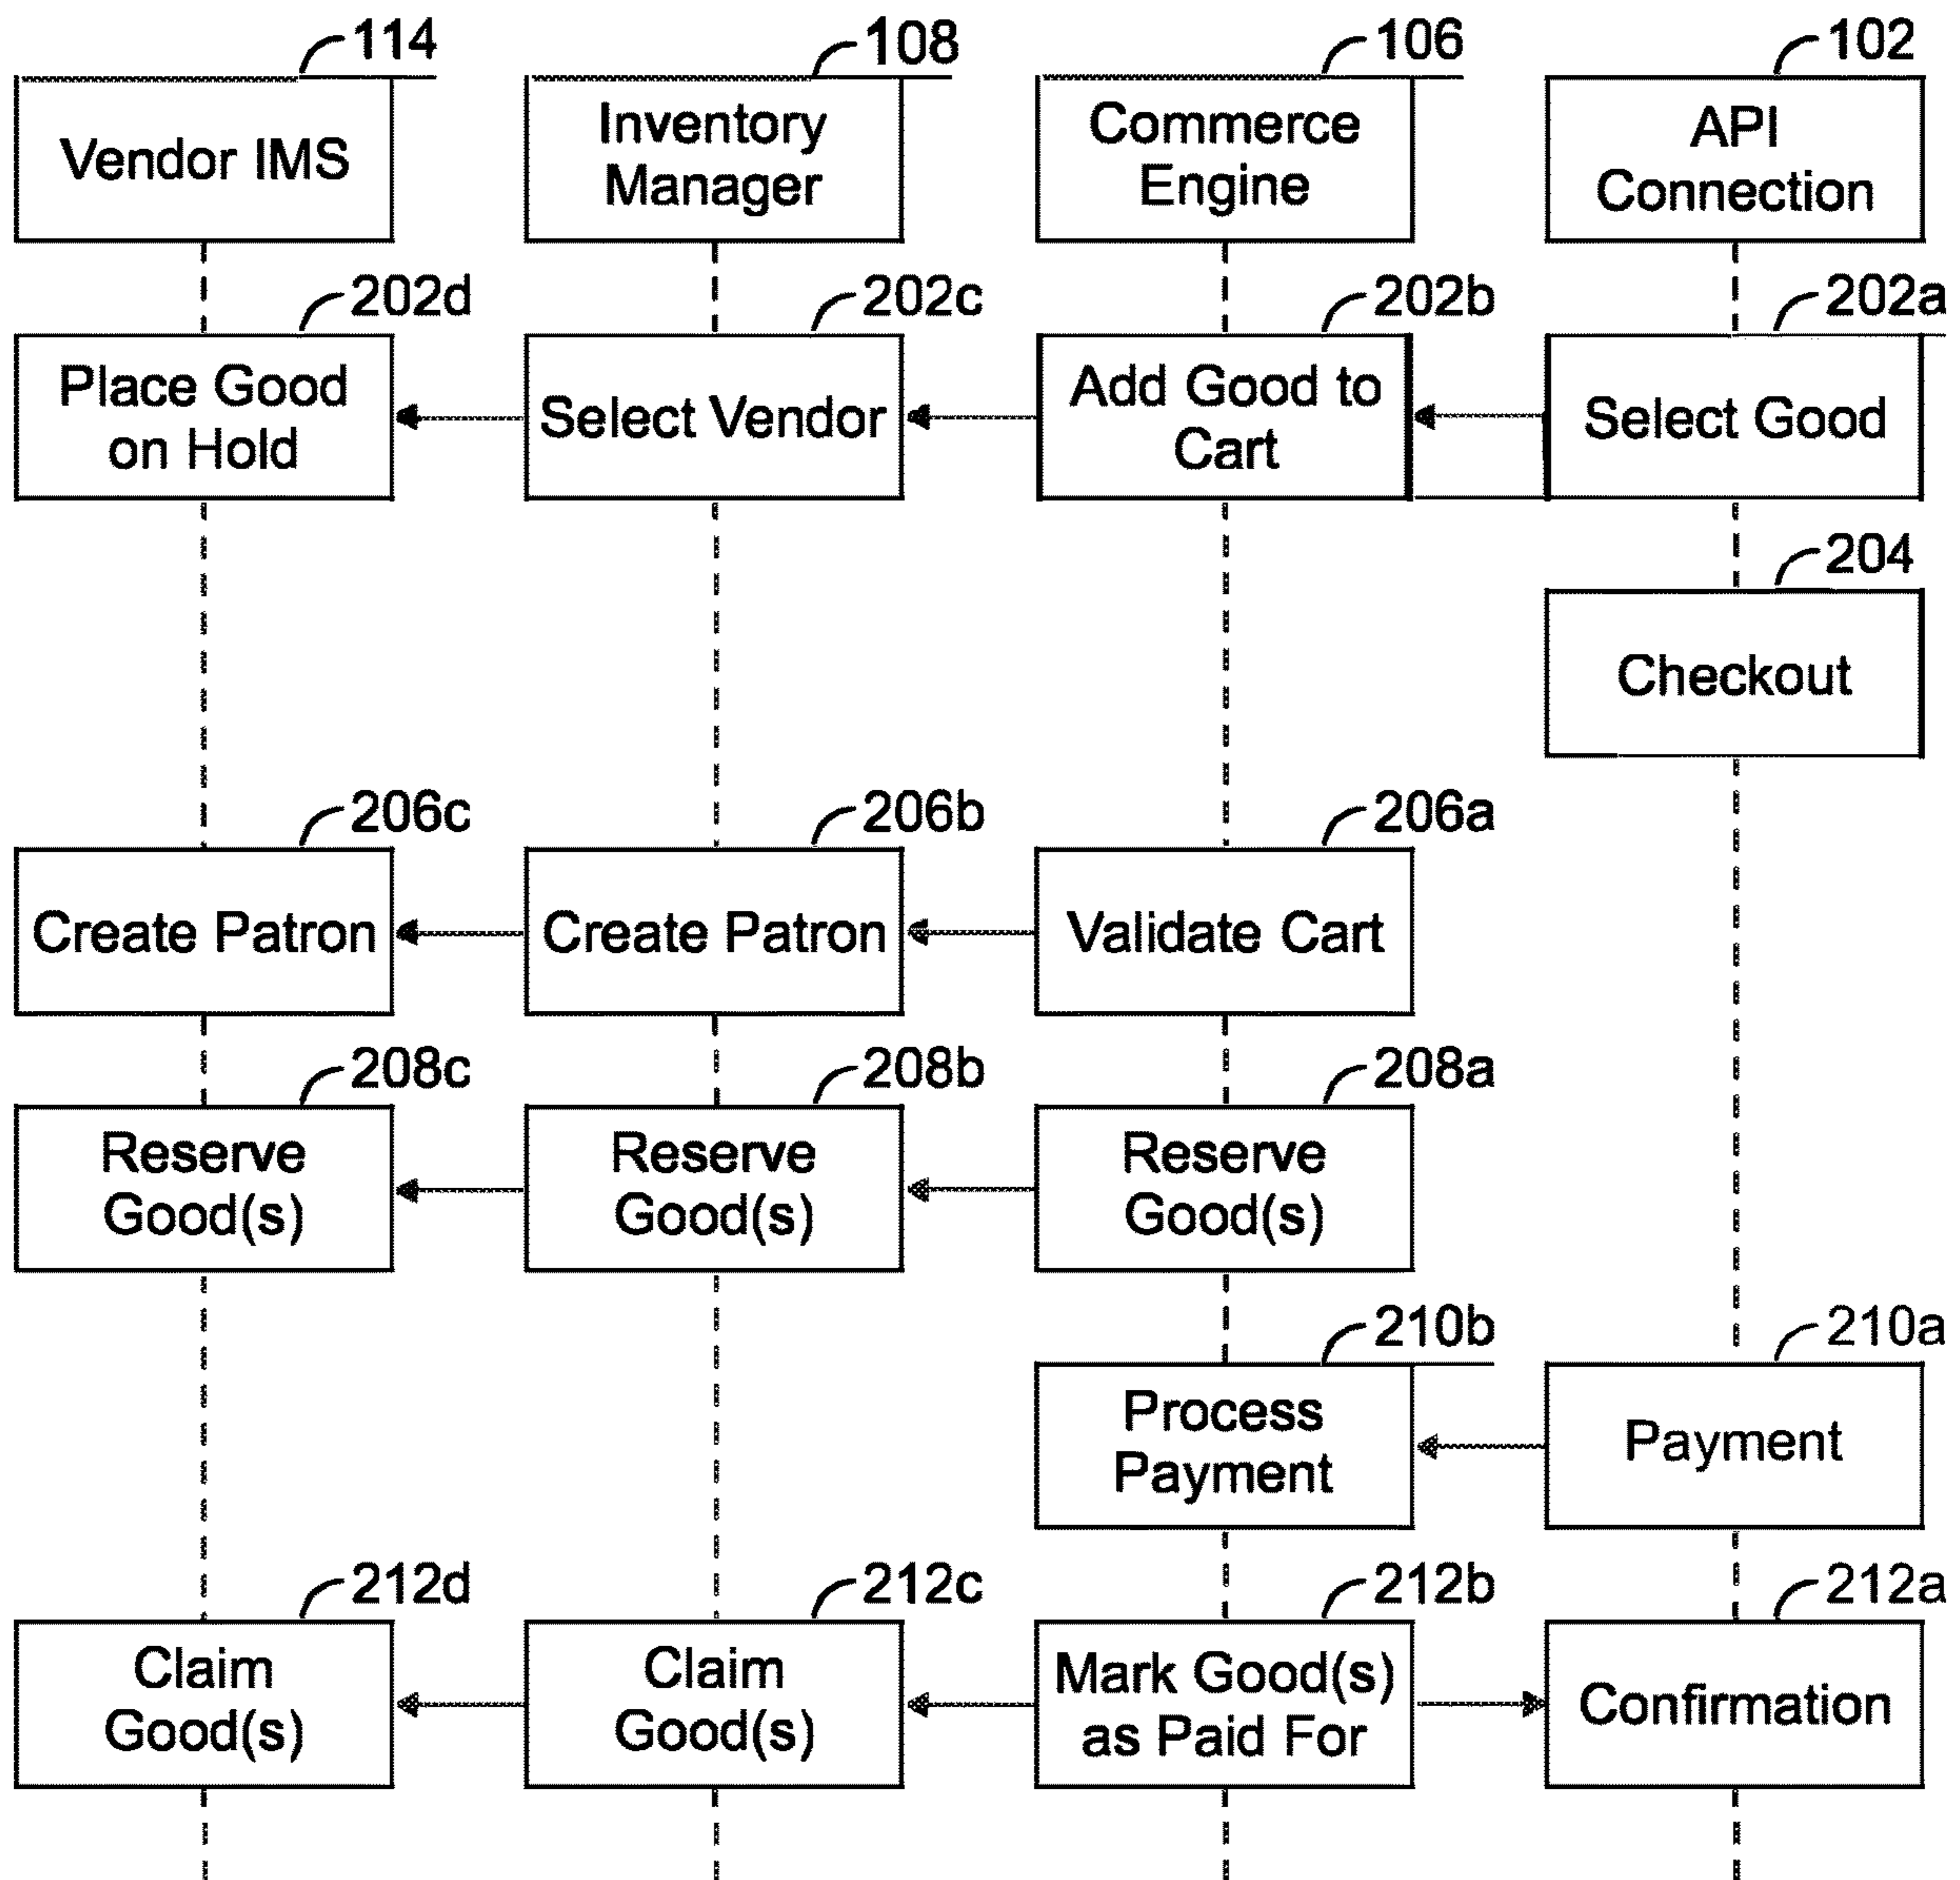 114
108
106
102
Vendor IMS
Inventory
Manager
Commerce
Engine
API
Connection
202d
202c
202b
202a
Place Good
on Hold
Select Vendor
Add Good to
Cart
Select Good
204
Checkout
206c
206b
206a
Create Patron
Create Patron
Validate Cart
208c
208b
208a
Reserve
Good(s)
Reserve
Good(s)
Reserve
Good(s)
210b
210a
Process
Payment
Payment
212d
212c
212b
212a
Claim
Good(s)
Claim
Good(s)
Mark Good(s)
as Paid For
Confirmation